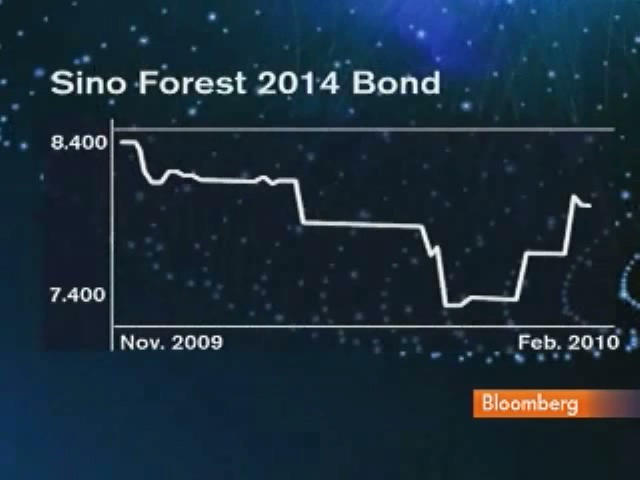 Sino Forest 2014 Bond
8.400
7.400
Nov. 2009 Feb. 2010
Bloomberg